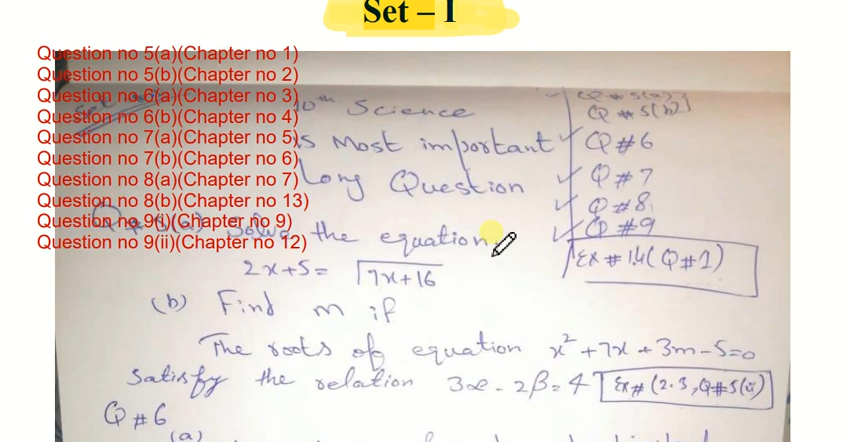 Set – I
Question no 5(a)(Chapter no 1)
Question no 5(b)(Chapter no 2)
Question no 6(a)(Chapter no 3)
Question no 6(b)(Chapter no 4)
Question no 7(a)(Chapter no 5)
Question no 7(b)(Chapter no 6)
Question no 8(a)(Chapter no 7)
Question no 8(b)(Chapter no 13)
Question no 9(i)(Chapter no 9)
Question no 9(ii)(Chapter no 12)
10th Science
Q # 5(a)
Q # 5(b)
Most important
Q # 6
Long Question
Q # 7
Q # 8
Q # 9
Solve the equation
2x+5= √7x+16
Ex # 1.4(Q#1)
(b) Find m if
The roots of equation x²+7x+3m-5=0
Satisfy the relation 3α-2β=4 Ex# (2.3, Q#5(ii)
Q #6
(a)